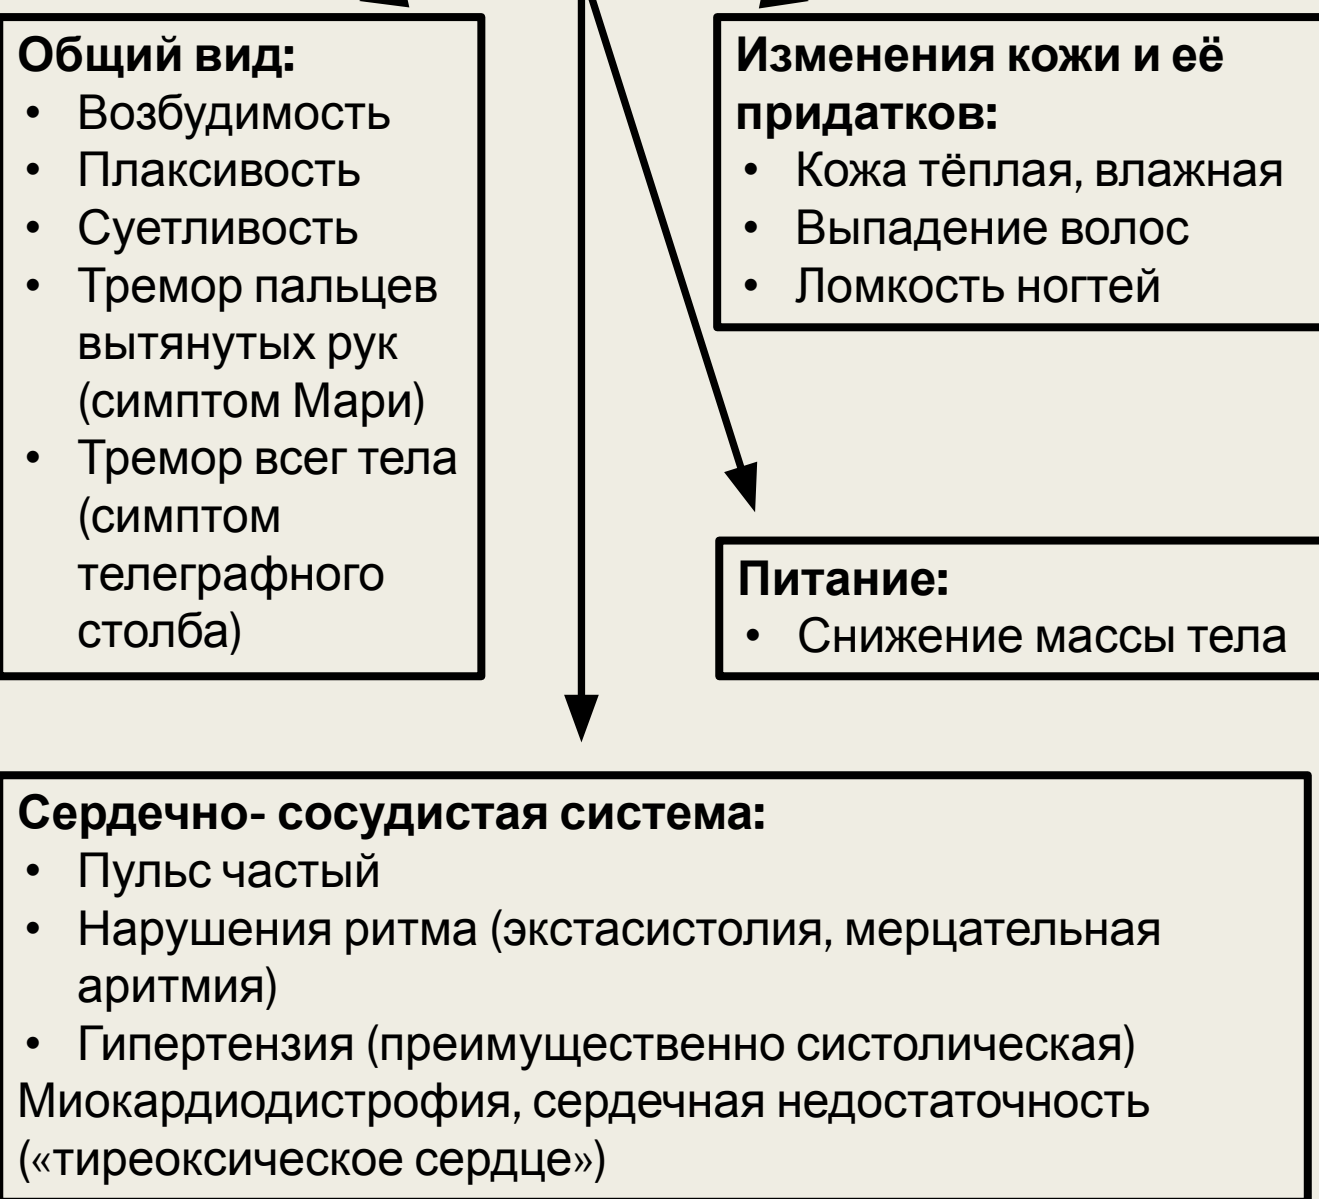 Общий вид:
• Возбудимость
• Плаксивость
• Суетливость
• Тремор пальцев
вытянутых рук
(симптом Мари)
• Тремор всег тела
(симптом
телеграфного
столба)
Изменения кожи и её
придатков:
• Кожа тёплая, влажная
• Выпадение волос
• Ломкость ногтей
Питание:
• Снижение массы тела
Сердечно- сосудистая система:
• Пульс частый
• Нарушения ритма (экстасистолия, мерцательная
аритмия)
• Гипертензия (преимущественно систолическая)
Миокардиодистрофия, сердечная недостаточность
(«тиреоксическое сердце»)